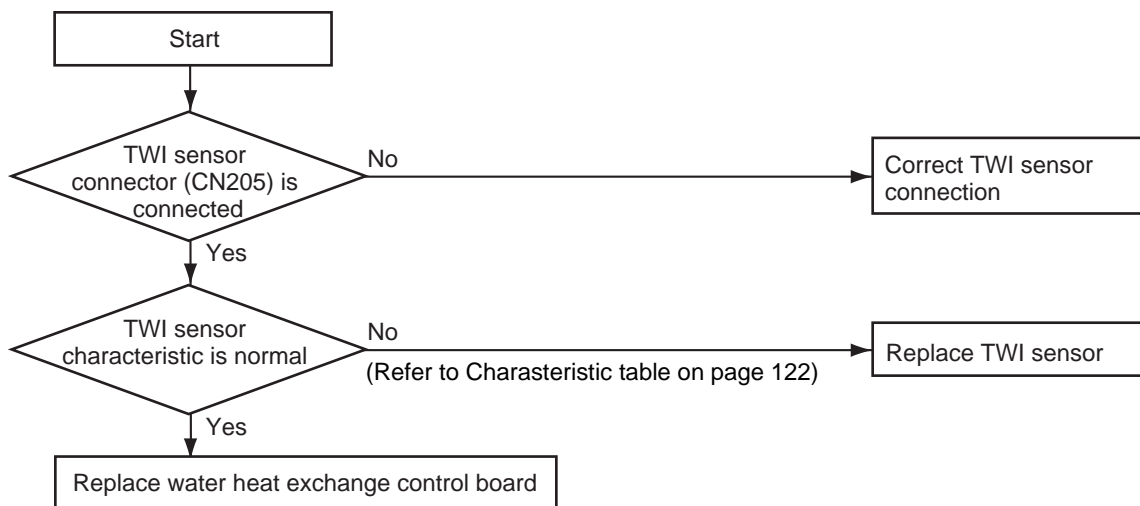 Start
TWI sensor
connector (CN205) is
connected
No
Correct TWI sensor
connection
Yes
TWI sensor
characteristic is normal
No
(Refer to Charasteristic table on page 122)
Replace TWI sensor
Yes
Replace water heat exchange control board